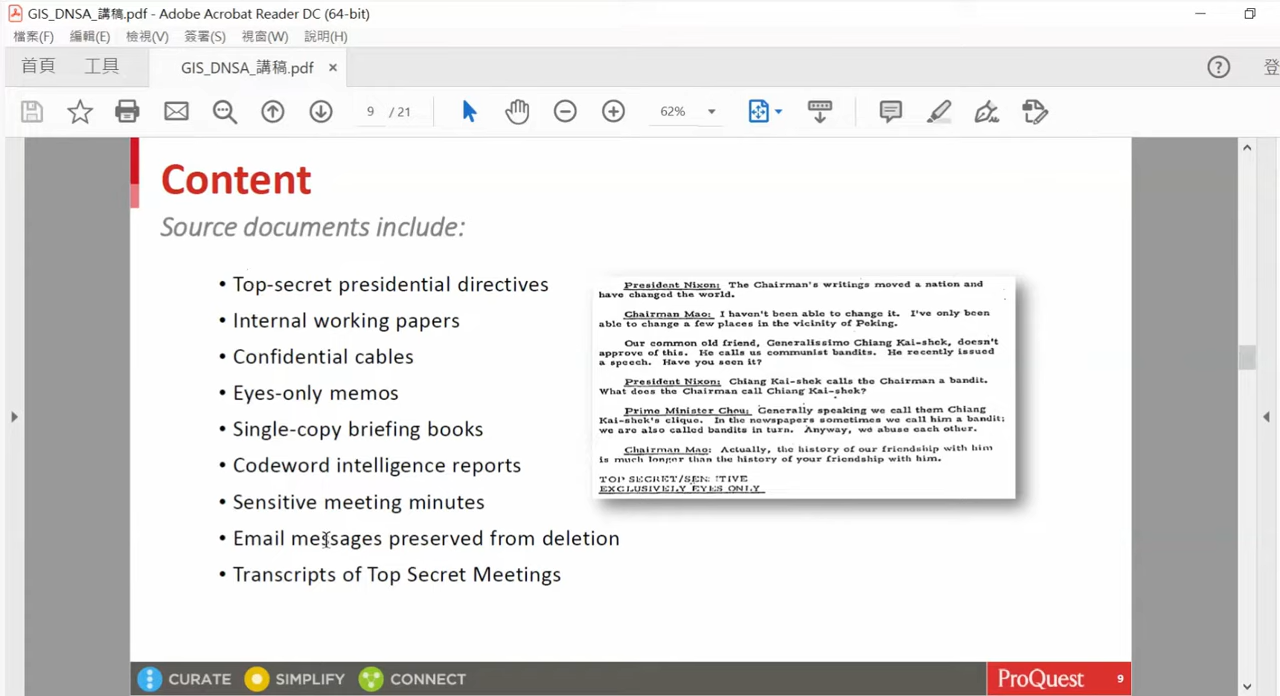 GIS_DNSA_講稿.pdf - Adobe Acrobat Reader DC (64-bit)
檔案(F) 編輯(E) 檢視(V) 簽署(S) 視窗(W) 說明(H)
首頁 工具 GIS_DNSA_講稿.pdf × ? 登
9 / 21 62%
Content
Source documents include:
• Top-secret presidential directives
• Internal working papers
• Confidential cables
• Eyes-only memos
• Single-copy briefing books
• Codeword intelligence reports
• Sensitive meeting minutes
• Email messages preserved from deletion
• Transcripts of Top Secret Meetings
President Nixon: The Chairman's writings moved a nation and
have changed the world.
Chairman Mao: I haven't been able to change it. I've only been
able to change a few places in the vicinity of Peking.
Our common old friend, Generalissimo Chiang Kai-shek, doesn't
approve of this. He calls us communist bandits. He recently issued
a speech. Have you seen it?
President Nixon: Chiang Kai-shek calls the Chairman a bandit.
What does the Chairman call Chiang Kai-shek?
Prime Minister Chou: Generally speaking we call them Chiang
Kai-shek's clique. In the newspapers sometimes we call him a bandit;
we are also called bandits in turn. Anyway, we abuse each other.
Chairman Mao: Actually, the history of our friendship with him
is much longer than the history of your friendship with him.
TOP SECRET/SENSITIVE
EXCLUSIVELY EYES ONLY
CURATE SIMPLIFY CONNECT
ProQuest 9